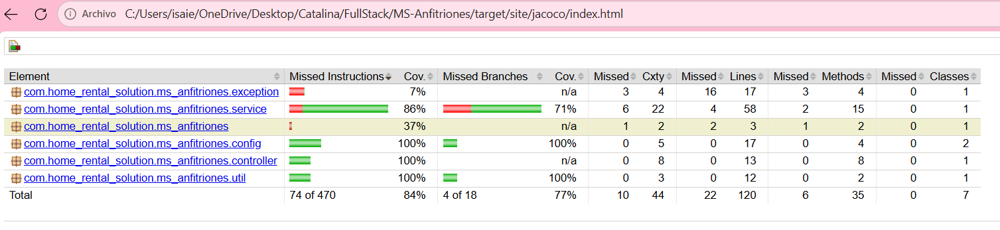 Archivo C:/Users/isaie/OneDrive/Desktop/Catalina/FullStack/MS-Anfitriones/target/site/jacoco/index.html
Element Missed Instructions Cov. Missed Branches Cov. Missed Cxty Missed Lines Missed Methods Missed Classes
com.home_rental_solution.ms_anfitriones.exception 7% n/a 3 4 16 17 3 4 0 1
com.home_rental_solution.ms_anfitriones.service 86% 71% 6 22 4 58 2 15 0 1
com.home_rental_solution.ms_anfitriones 37% n/a 1 2 2 3 1 2 0 1
com.home_rental_solution.ms_anfitriones.config 100% 100% 0 5 0 17 0 4 0 2
com.home_rental_solution.ms_anfitriones.controller 100% n/a 0 8 0 13 0 8 0 1
com.home_rental_solution.ms_anfitriones.util 100% 100% 0 3 0 12 0 2 0 1
Total 74 of 470 84% 4 of 18 77% 10 44 22 120 6 35 0 7